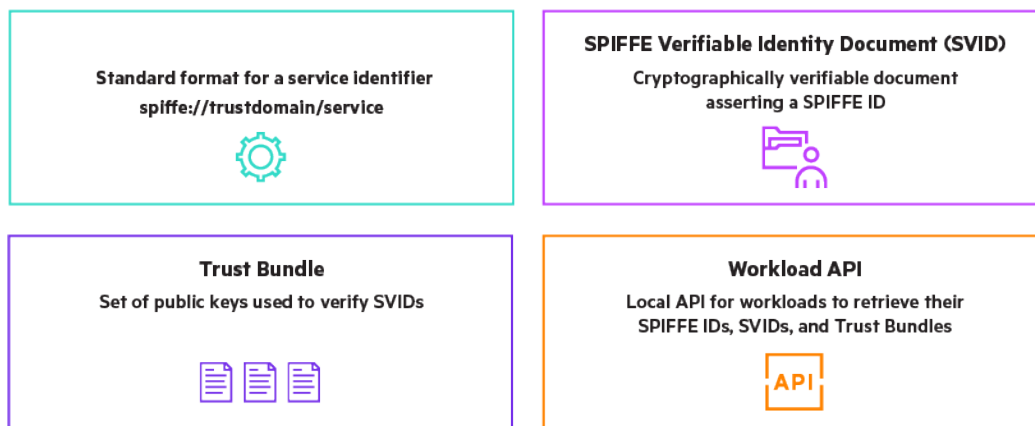 Standard format for a service identifier
spiffe://trustdomain/service
SPIFFE Verifiable Identity Document (SVID)
Cryptographically verifiable document
asserting a SPIFFE ID
Trust Bundle
Set of public keys used to verify SVIDs
Workload API
Local API for workloads to retrieve their
SPIFFE IDs, SVIDs, and Trust Bundles
API